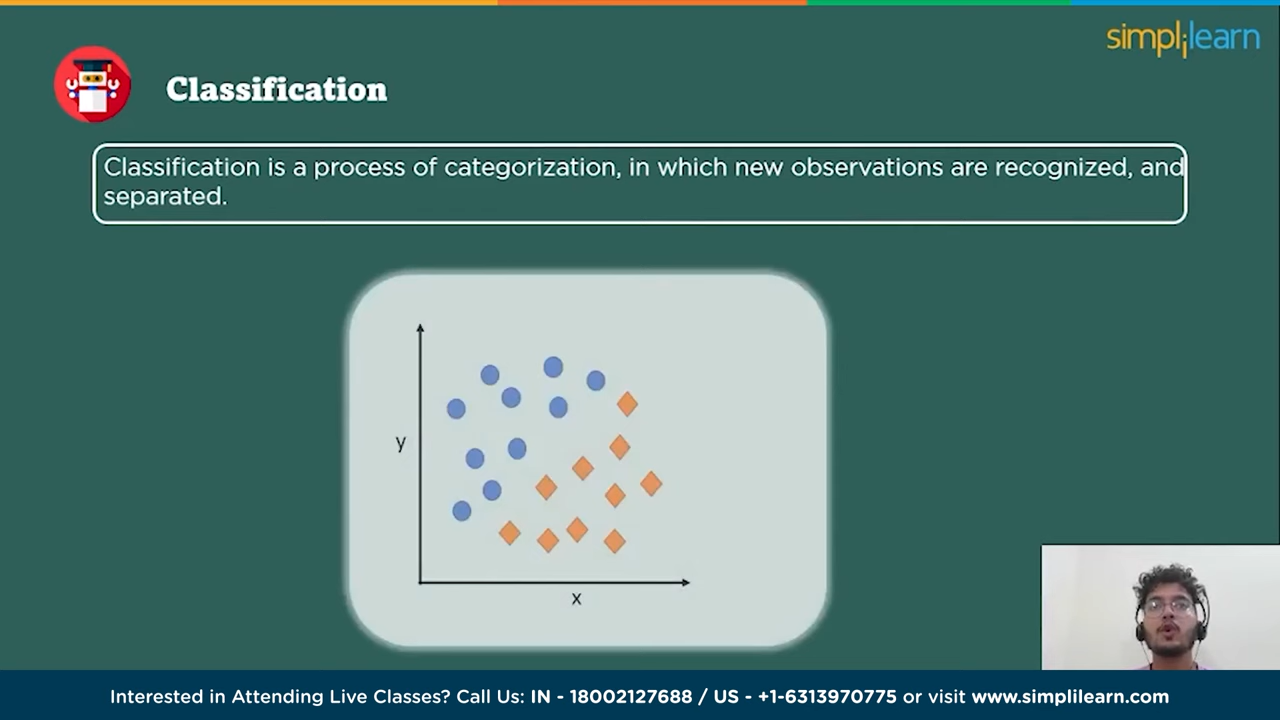 simplilearn
Classification
Classification is a process of categorization, in which new observations are recognized, and
separated.
y
x
Interested in Attending Live Classes? Call Us: IN - 18002127688 / US - +1-6313970775 or visit www.simplilearn.com